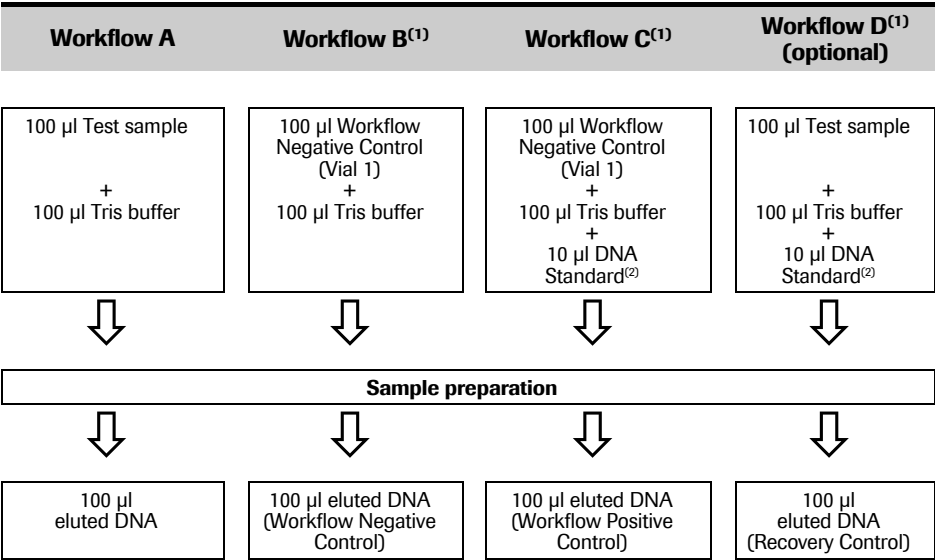 Workflow A
Workflow B(1)
Workflow C(1)
Workflow D(1)
(optional)
100 µl Test sample
+
100 µl Tris buffer
100 µl Workflow
Negative Control
(Vial 1)
+
100 µl Tris buffer
100 µl Workflow
Negative Control
(Vial 1)
+
100 µl Tris buffer
+
10 µl DNA
Standard(2)
100 µl Test sample
+
100 µl Tris buffer
+
10 µl DNA
Standard(2)
Sample preparation
100 µl
eluted DNA
100 µl eluted DNA
(Workflow Negative
Control)
100 µl eluted DNA
(Workflow Positive
Control)
100 µl
eluted DNA
(Recovery Control)